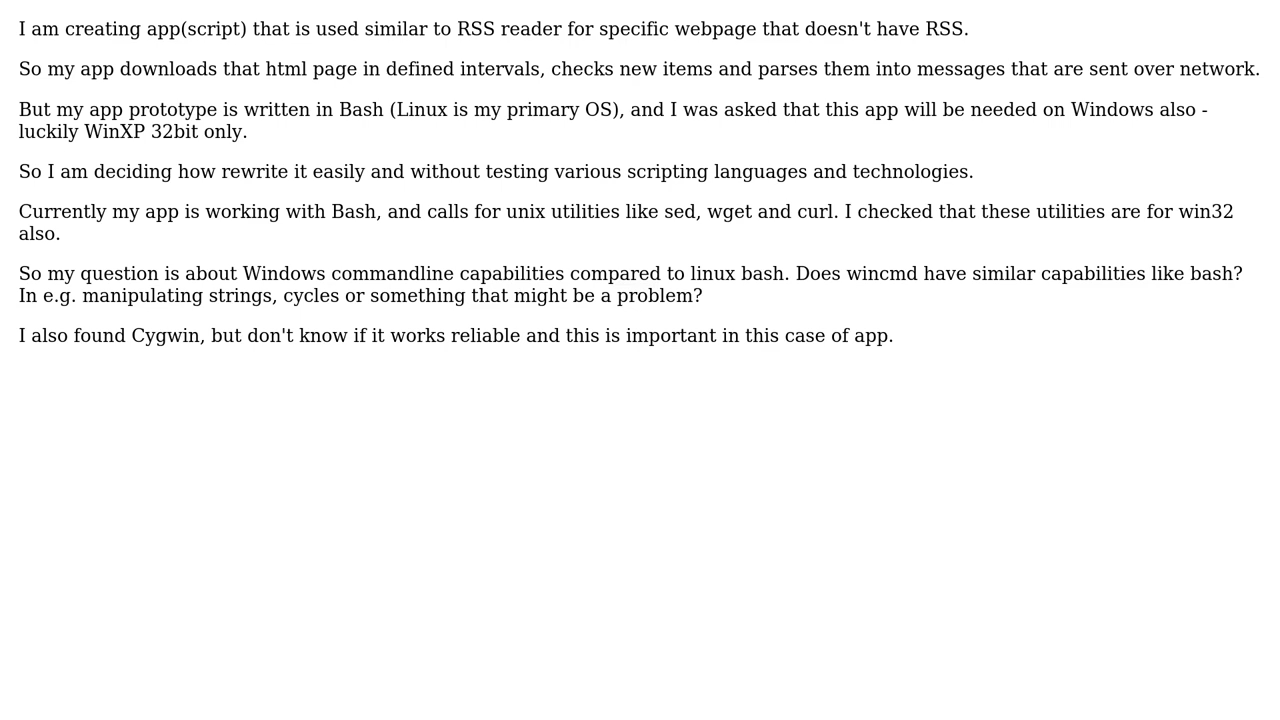 I am creating app(script) that is used similar to RSS reader for specific webpage that doesn't have RSS.
So my app downloads that html page in defined intervals, checks new items and parses them into messages that are sent over network.
But my app prototype is written in Bash (Linux is my primary OS), and I was asked that this app will be needed on Windows also -
luckily WinXP 32bit only.
So I am deciding how rewrite it easily and without testing various scripting languages and technologies.
Currently my app is working with Bash, and calls for unix utilities like sed, wget and curl. I checked that these utilities are for win32
also.
So my question is about Windows commandline capabilities compared to linux bash. Does wincmd have similar capabilities like bash?
In e.g. manipulating strings, cycles or something that might be a problem?
I also found Cygwin, but don't know if it works reliable and this is important in this case of app.